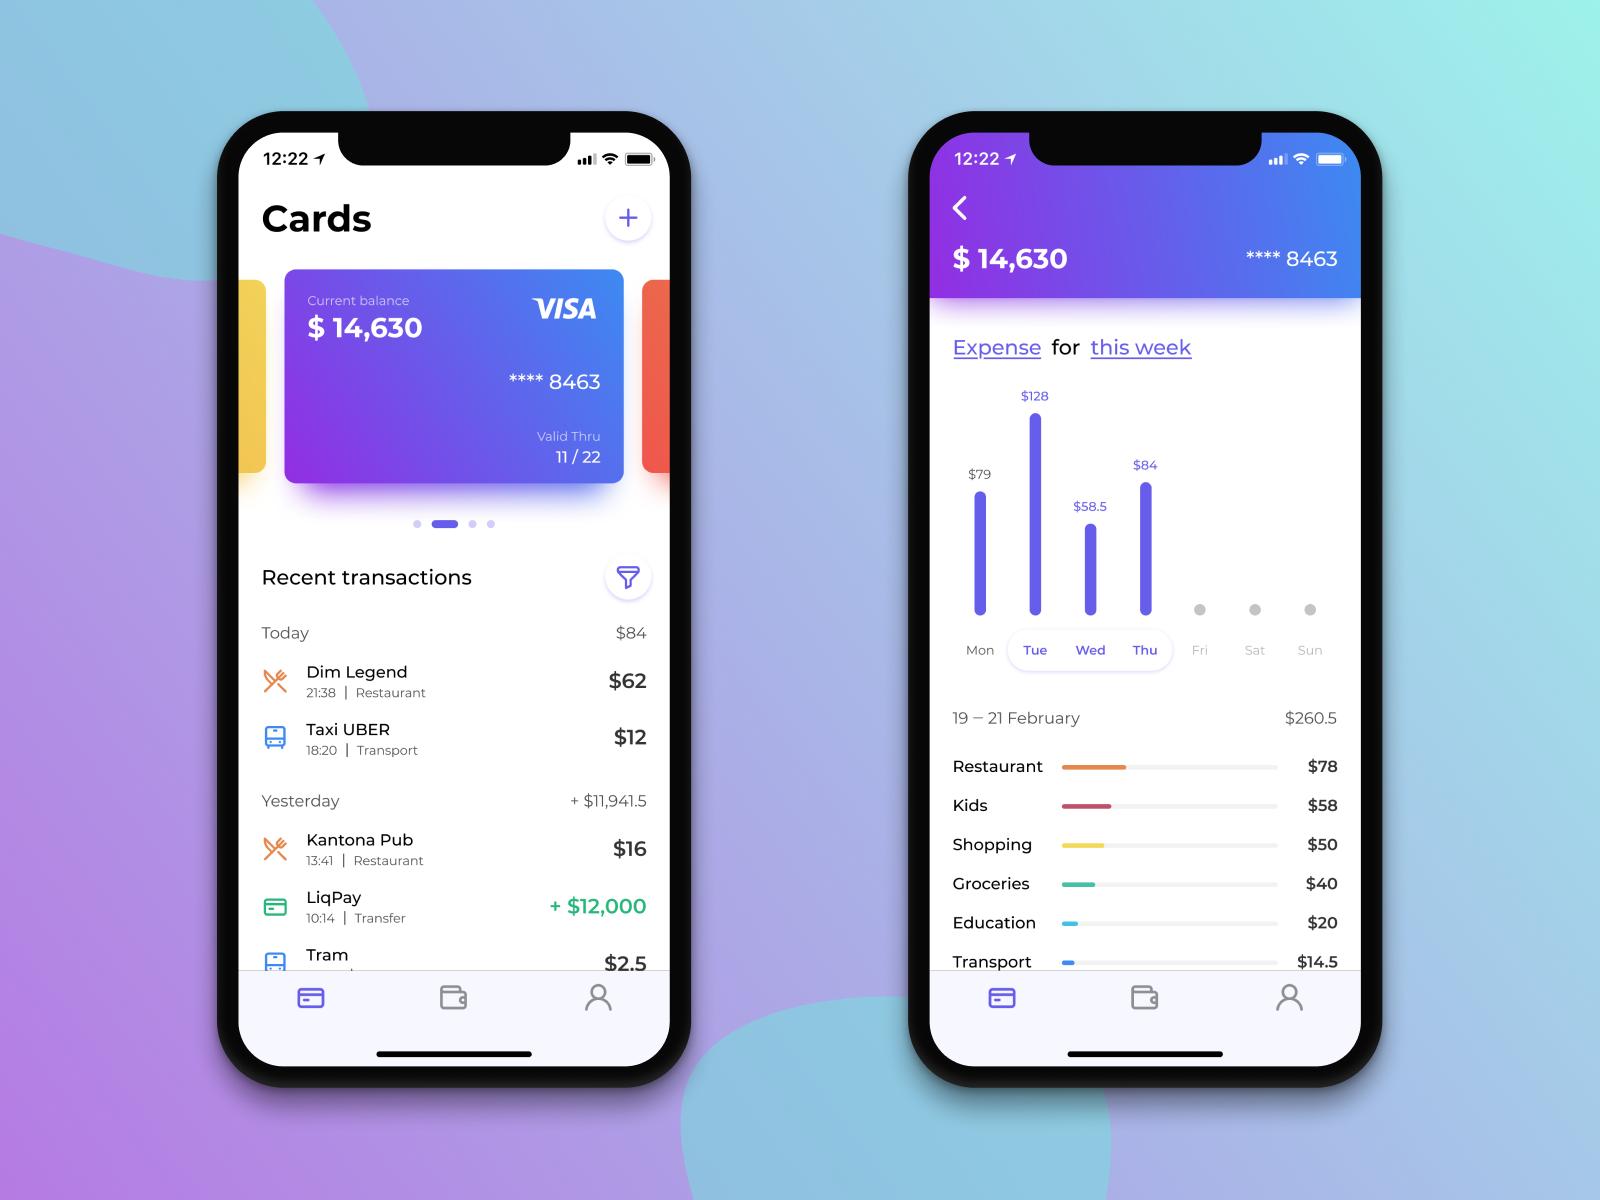 12:22
Cards
Current balance
VISA
$ 14,630
**** 8463
Valid Thru
11 / 22
Recent transactions
Today $84
Dim Legend
21:38 | Restaurant
$62
Taxi UBER
18:20 | Transport
$12
Yesterday + $11,941.5
Kantona Pub
13:41 | Restaurant
$16
LiqPay
10:14 | Transfer
+ $12,000
Tram
$2.5
12:22
$ 14,630 **** 8463
Expense for this week
$128
$84
$79
$58.5
Mon Tue Wed Thu Fri Sat Sun
19 – 21 February $260.5
Restaurant $78
Kids $58
Shopping $50
Groceries $40
Education $20
Transport $14.5